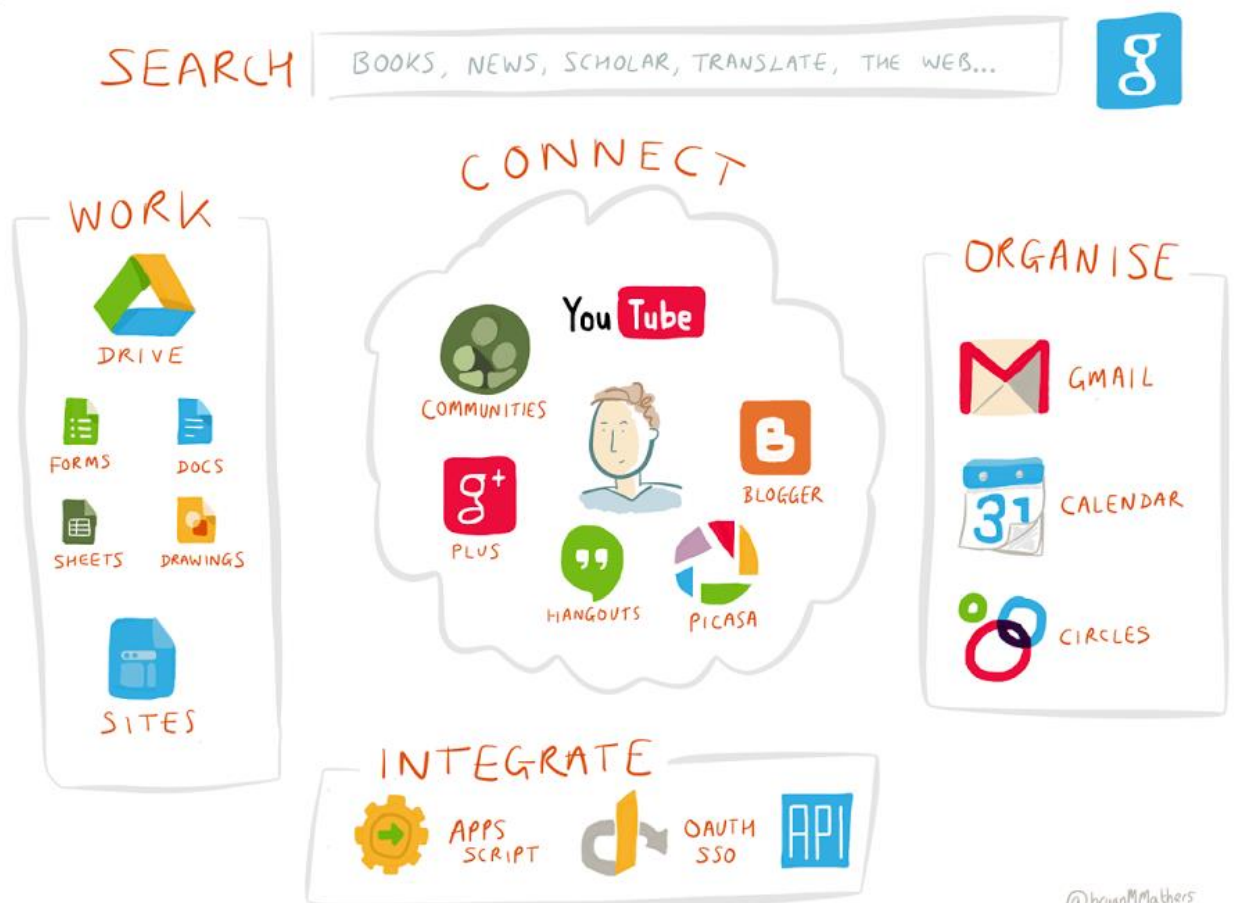 SEARCH
BOOKS, NEWS, SCHOLAR, TRANSLATE, THE WEB...
g
CONNECT
WORK
DRIVE
FORMS
DOCS
SHEETS
DRAWINGS
SITES
YouTube
COMMUNITIES
g+
PLUS
B
BLOGGER
HANGOUTS
PICASA
ORGANISE
GMAIL
31
CALENDAR
CIRCLES
INTEGRATE
APPS
SCRIPT
OAUTH
SSO
API
@bryanMMathers